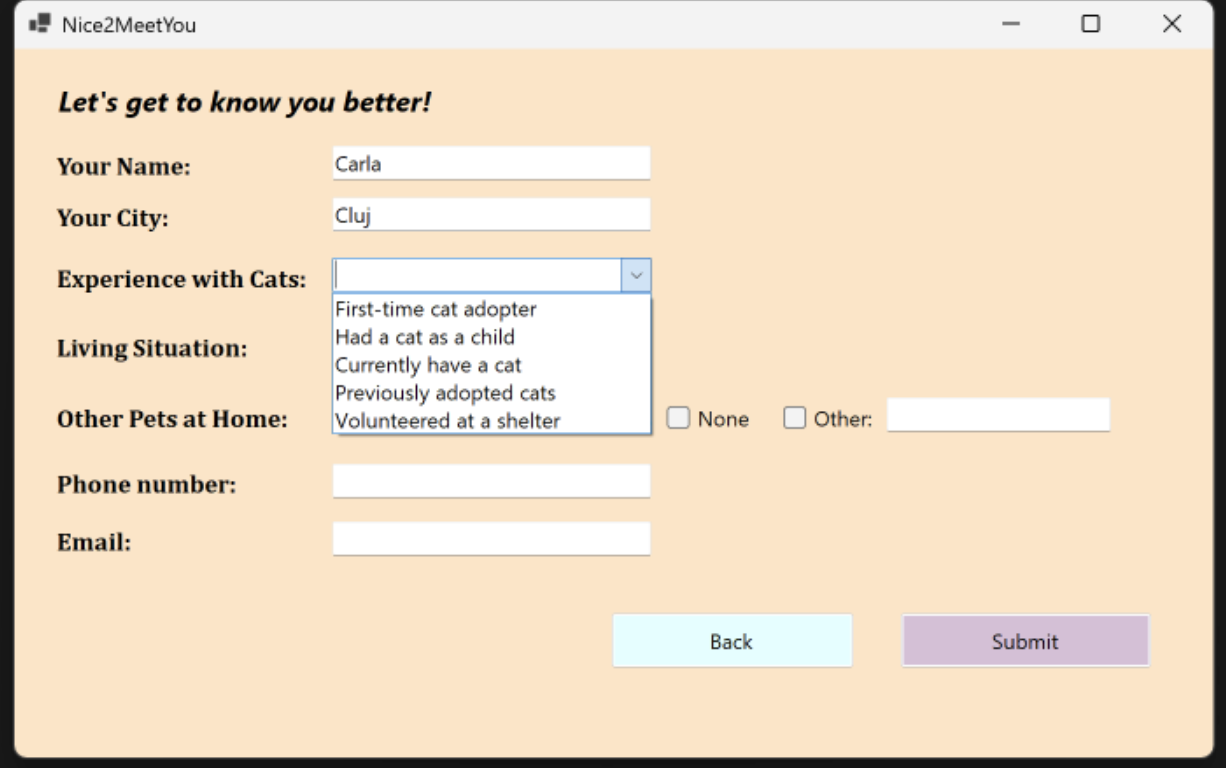 Nice2MeetYou
Let's get to know you better!
Your Name: Carla
Your City: Cluj
Experience with Cats:
First-time cat adopter
Had a cat as a child
Living Situation:
Currently have a cat
Previously adopted cats
Other Pets at Home:
Volunteered at a shelter
None Other:
Phone number:
Email:
Back Submit